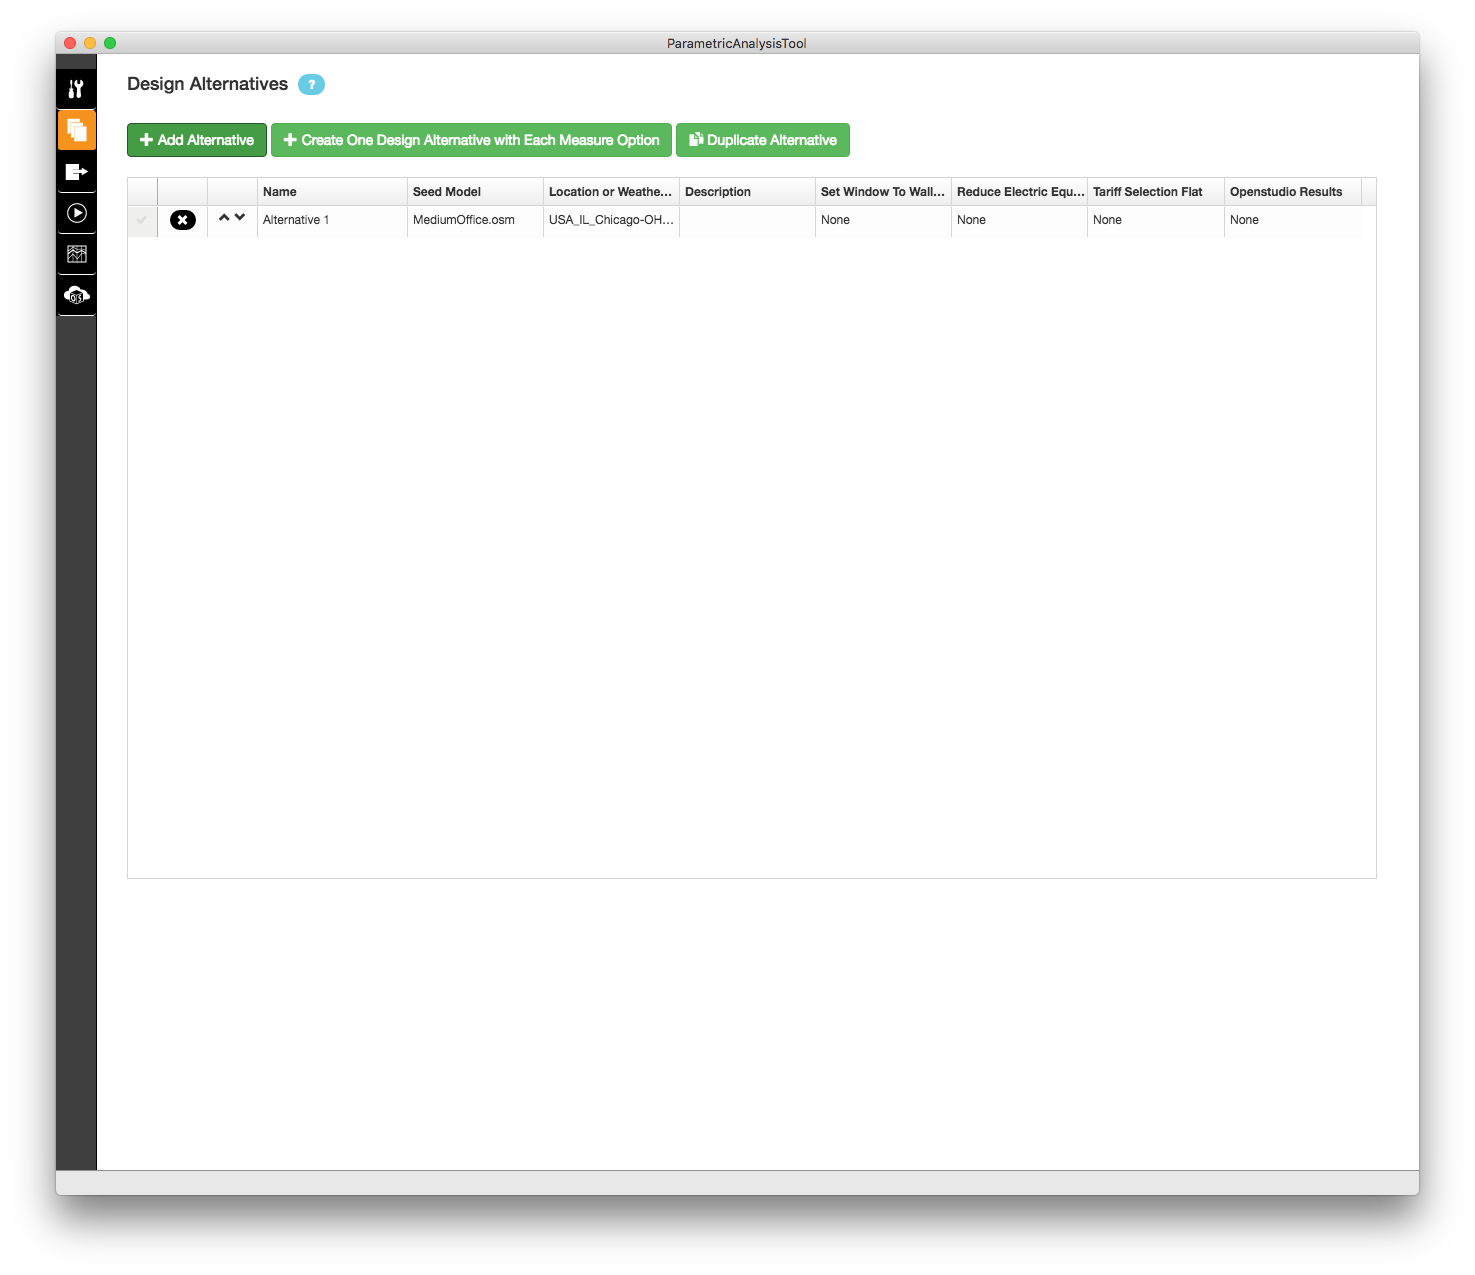 ParametricAnalysisTool
Design Alternatives ?
Add Alternative Create One Design Alternative with Each Measure Option Duplicate Alternative
Name Seed Model Location or Weathe... Description Set Window To Wall... Reduce Electric Equ... Tariff Selection Flat Openstudio Results
Alternative 1 MediumOffice.osm USA_IL_Chicago-OH... None None None None